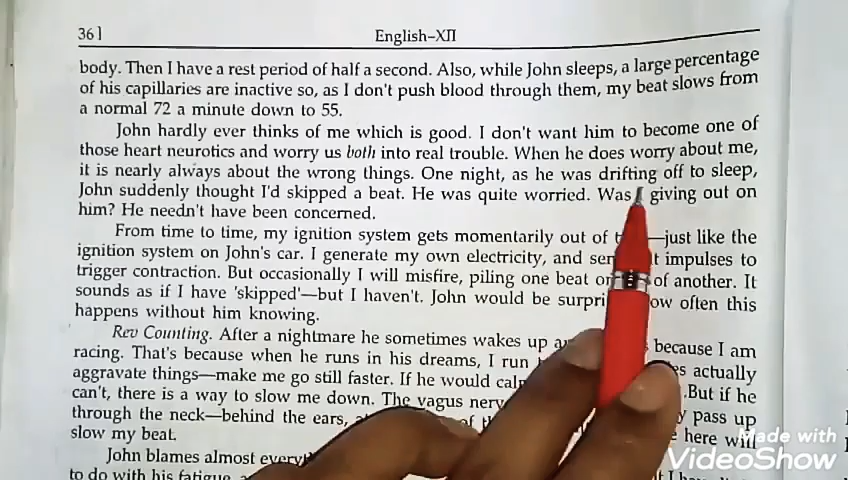 36]
English–XII
body. Then I have a rest period of half a second. Also, while John sleeps, a large percentage
of his capillaries are inactive so, as I don't push blood through them, my beat slows from
a normal 72 a minute down to 55.
John hardly ever thinks of me which is good. I don't want him to become one of
those heart neurotics and worry us both into real trouble. When he does worry about me,
it is nearly always about the wrong things. One night, as he was drifting off to sleep,
John suddenly thought I'd skipped a beat. He was quite worried. Was giving out on
him? He needn't have been concerned.
From time to time, my ignition system gets momentarily out of —just like the
ignition system on John's car. I generate my own electricity, and impulses to
trigger contraction. But occasionally I will misfire, piling one beat of another. It
sounds as if I have 'skipped'—but I haven't. John would be often this
happens without him knowing.
Rev Counting. After a nightmare he sometimes wakes up because I am
racing. That's because when he runs in his dreams, I run actually
aggravate things—make me go still faster. If he would .But if he
can't, there is a way to slow me down. The vagus pass up
through the neck—behind the ears, here will
slow my beat.
John blames almost
to do with his fatigue
Made with
VideoShow